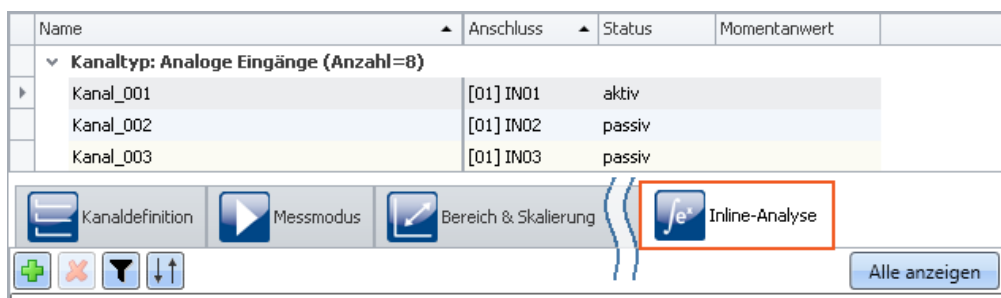 Name Anschluss Status Momentanwert
Kanaltyp: Analoge Eingänge (Anzahl=8)
Kanal_001 [01] IN01 aktiv
Kanal_002 [01] IN02 passiv
Kanal_003 [01] IN03 passiv
Kanaldefinition Messmodus Bereich & Skalierung ∫eˣ Inline-Analyse
Alle anzeigen